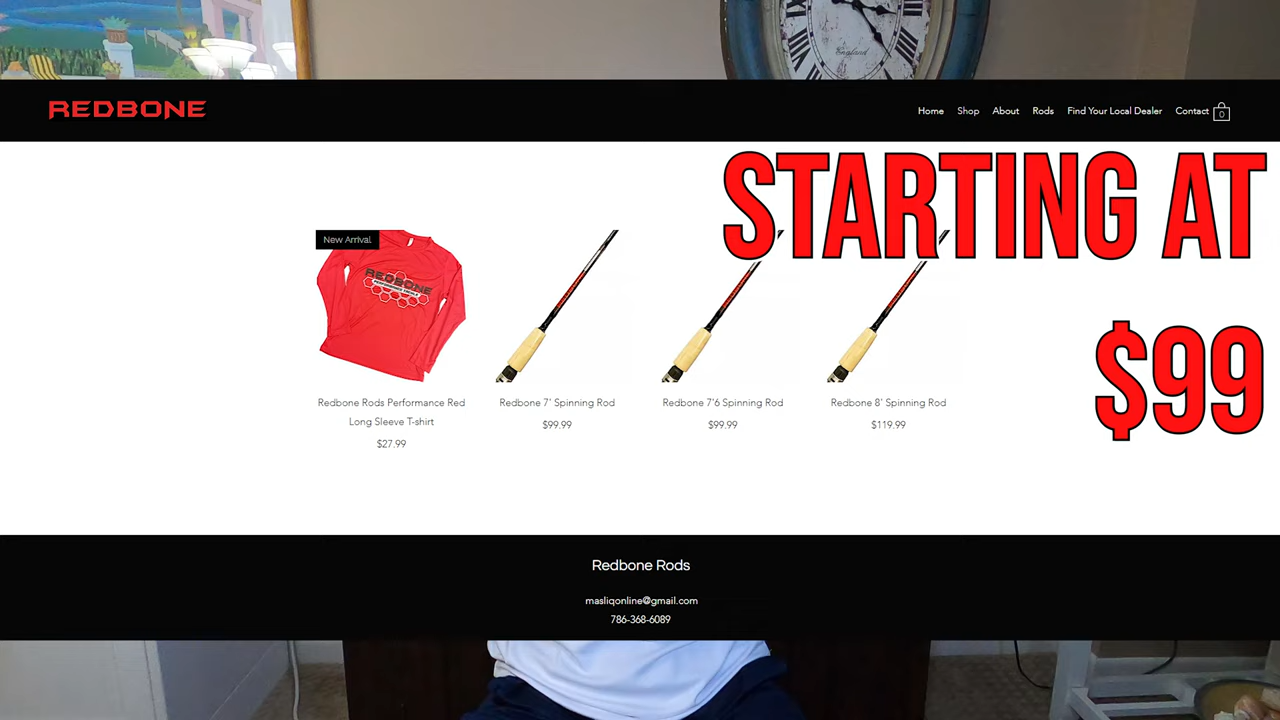 England
REDBONE
Home Shop About Rods Find Your Local Dealer Contact 0
STARTING AT
$99
New Arrival
REDBONE
Redbone Rods Performance Red
Long Sleeve T-shirt
$27.99
Redbone 7' Spinning Rod
$99.99
Redbone 7'6 Spinning Rod
$99.99
Redbone 8' Spinning Rod
$119.99
Redbone Rods
masliqonline@gmail.com
786-368-6089